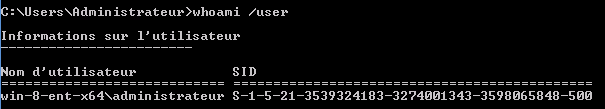 C:\Users\Administrateur>whoami /user
Informations sur l'utilisateur
------------------------
Nom d'utilisateur SID
============================ =============================================
win-8-ent-x64\administrateur S-1-5-21-3539324183-3274001343-3598065848-500